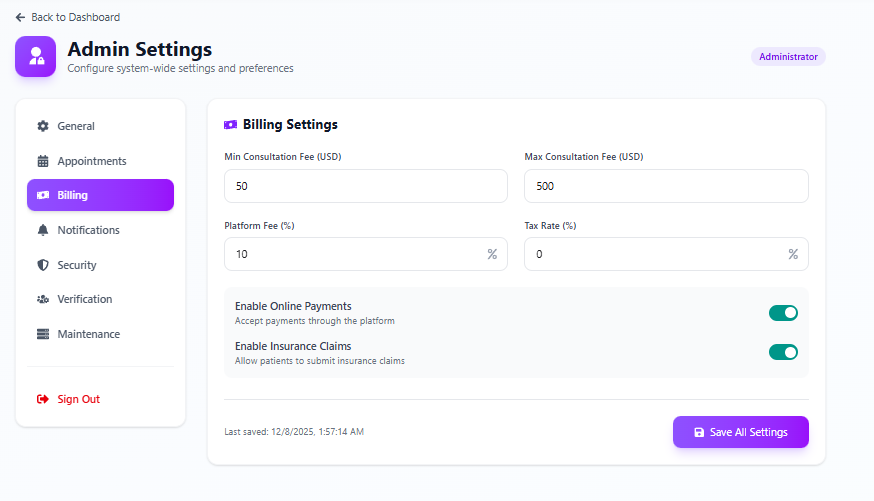 Back to Dashboard
Admin Settings
Configure system-wide settings and preferences
Administrator
General
Appointments
Billing
Notifications
Security
Verification
Maintenance
Sign Out
Billing Settings
Min Consultation Fee (USD)
50
Max Consultation Fee (USD)
500
Platform Fee (%)
10 %
Tax Rate (%)
0 %
Enable Online Payments
Accept payments through the platform
Enable Insurance Claims
Allow patients to submit insurance claims
Last saved: 12/8/2025, 1:57:14 AM
Save All Settings